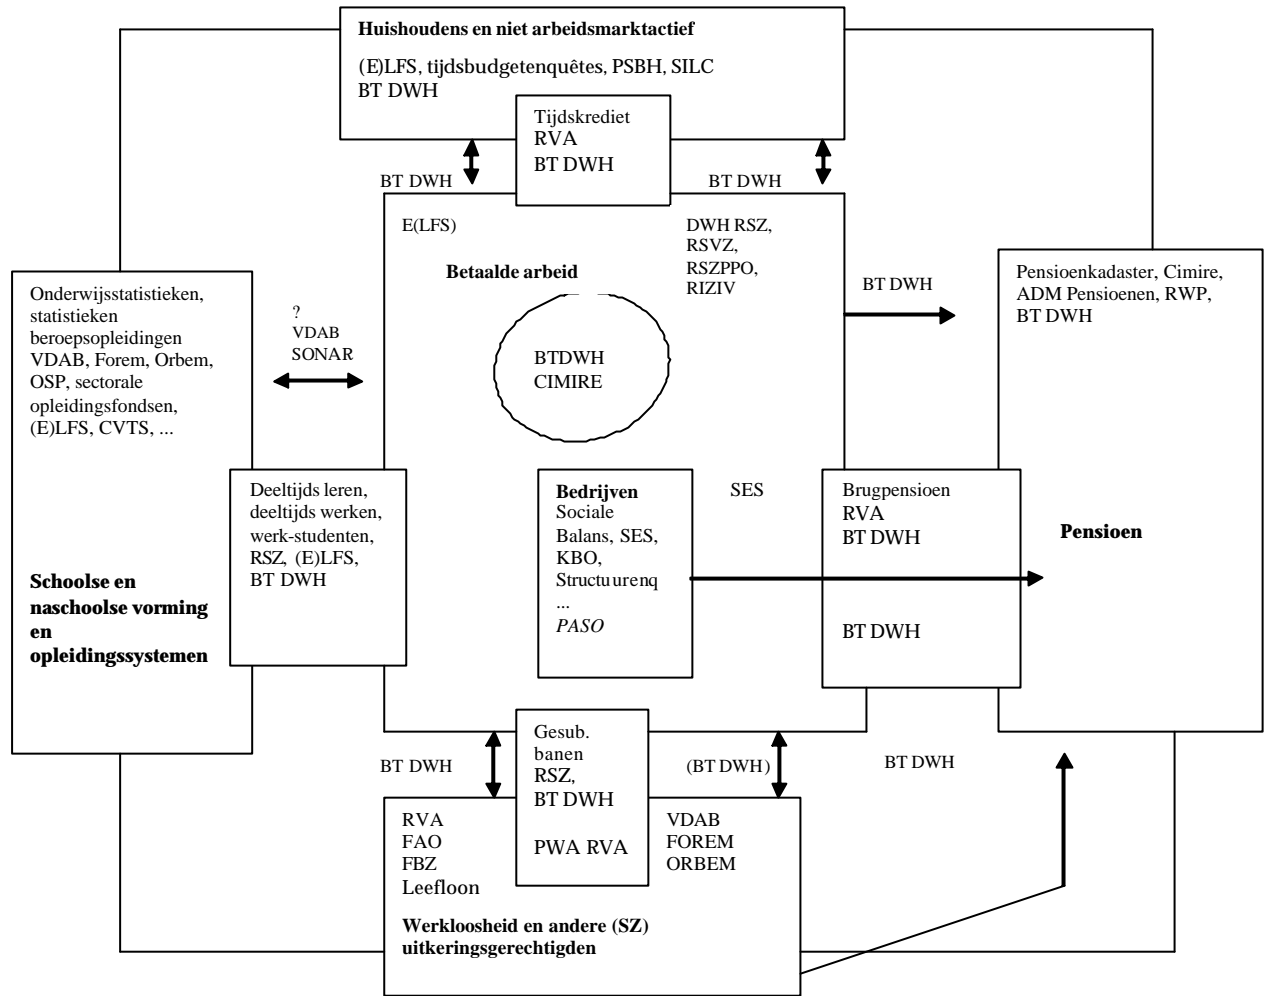 Huishoudens en niet arbeidsmarktactief
(E)LFS, tijdsbudgetenquêtes, PSBH, SILC
BT DWH
Tijdskrediet
RVA
BT DWH
BT DWH
BT DWH
E(LFS)
DWH RSZ,
RSVZ,
RSZPPO,
RIZIV
Betaalde arbeid
BT DWH
Pensioenkadaster, Cimire,
ADM Pensioenen, RWP,
BT DWH
Onderwijsstatistieken,
statistieken
beroepsopleidingen
VDAB, Forem, Orbem,
OSP, sectorale
opleidingsfondsen,
(E)LFS, CVTS, ...
?
VDAB
SONAR
BTDWH
CIMIRE
Deeltijds leren,
deeltijds werken,
werk-studenten,
RSZ, (E)LFS,
BT DWH
Bedrijven
Sociale
Balans, SES,
KBO,
Structuurenq
...
PASO
SES
Brugpensioen
RVA
BT DWH
BT DWH
Pensioen
Schoolse en
naschoolse vorming
en
opleidingssystemen
BT DWH
Gesub.
banen
RSZ,
BT DWH
PWA RVA
(BT DWH)
BT DWH
RVA
FAO
FBZ
Leefloon
VDAB
FOREM
ORBEM
Werkloosheid en andere (SZ)
uitkeringsgerechtigden